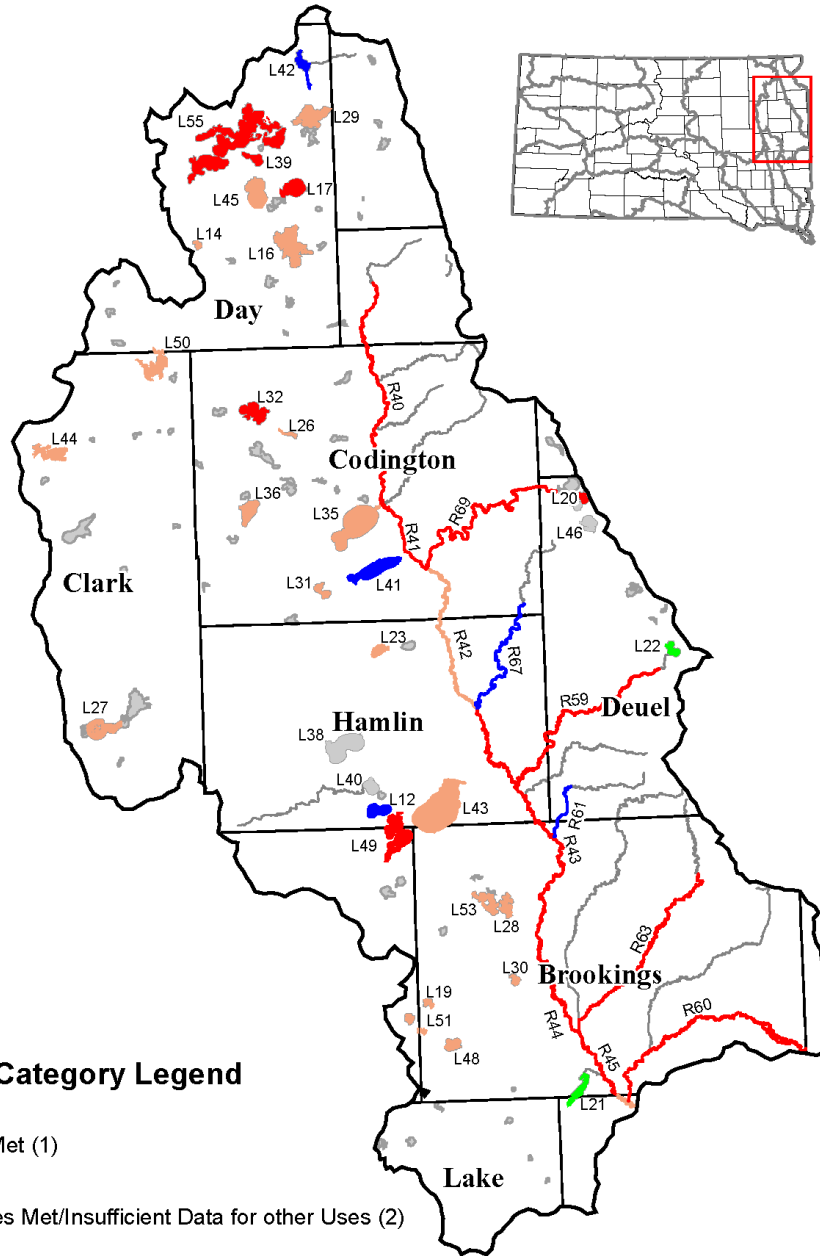 L42
L55
L29
L39
L45
L17
L14
L16
Day
L50
R40
L32
L26
L44
Codington
L36
L35
R41
R69
L20
L46
Clark
L31
L41
L23
R42
R67
L22
L27
Hamlin
R59
Deuel
L38
L40
L12
L43
R61
L49
R43
L53
L28
R63
L30
Brookings
L19
L51
R44
R60
L48
R45
L21
Category Legend
Met (1)
Lake
es Met/Insufficient Data for other Uses (2)